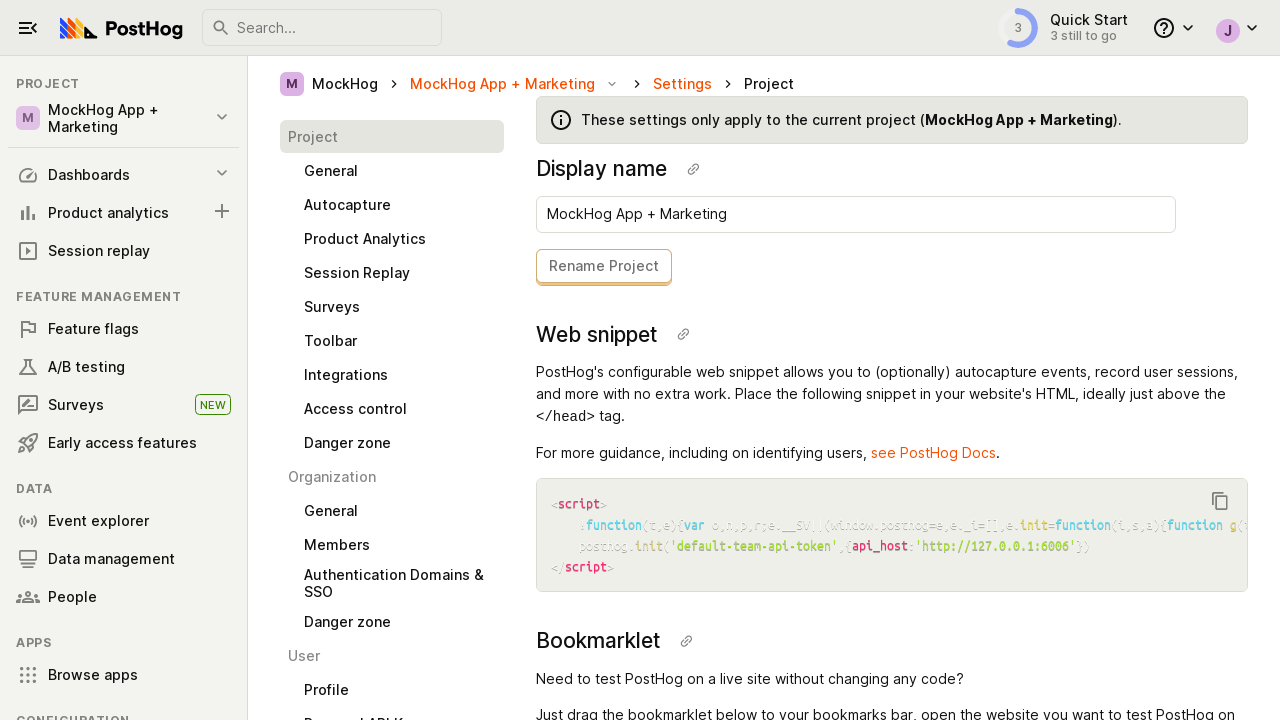 PostHog
Search...
3
Quick Start
3 still to go
J
PROJECT
M
MockHog App +
Marketing
Dashboards
Product analytics
Session replay
FEATURE MANAGEMENT
Feature flags
A/B testing
Surveys
NEW
Early access features
DATA
Event explorer
Data management
People
APPS
Browse apps
CONFIGURATION
M MockHog > MockHog App + Marketing > Settings > Project
Project
General
Autocapture
Product Analytics
Session Replay
Surveys
Toolbar
Integrations
Access control
Danger zone
Organization
General
Members
Authentication Domains &
SSO
Danger zone
User
Profile
These settings only apply to the current project (MockHog App + Marketing).
Display name
MockHog App + Marketing
Rename Project
Web snippet
PostHog's configurable web snippet allows you to (optionally) autocapture events, record user sessions,
and more with no extra work. Place the following snippet in your website's HTML, ideally just above the
</head> tag.
For more guidance, including on identifying users, see PostHog Docs.
<script>
!function(t,e){var o,n,p,r;e.__SV||(window.posthog=e,e._i=[],e.init=function(i,s,a){function g(
posthog.init('default-team-api-token',{api_host:'http://127.0.0.1:6006'})
</script>
Bookmarklet
Need to test PostHog on a live site without changing any code?
Just drag the bookmarklet below to your bookmarks bar, open the website you want to test PostHog on